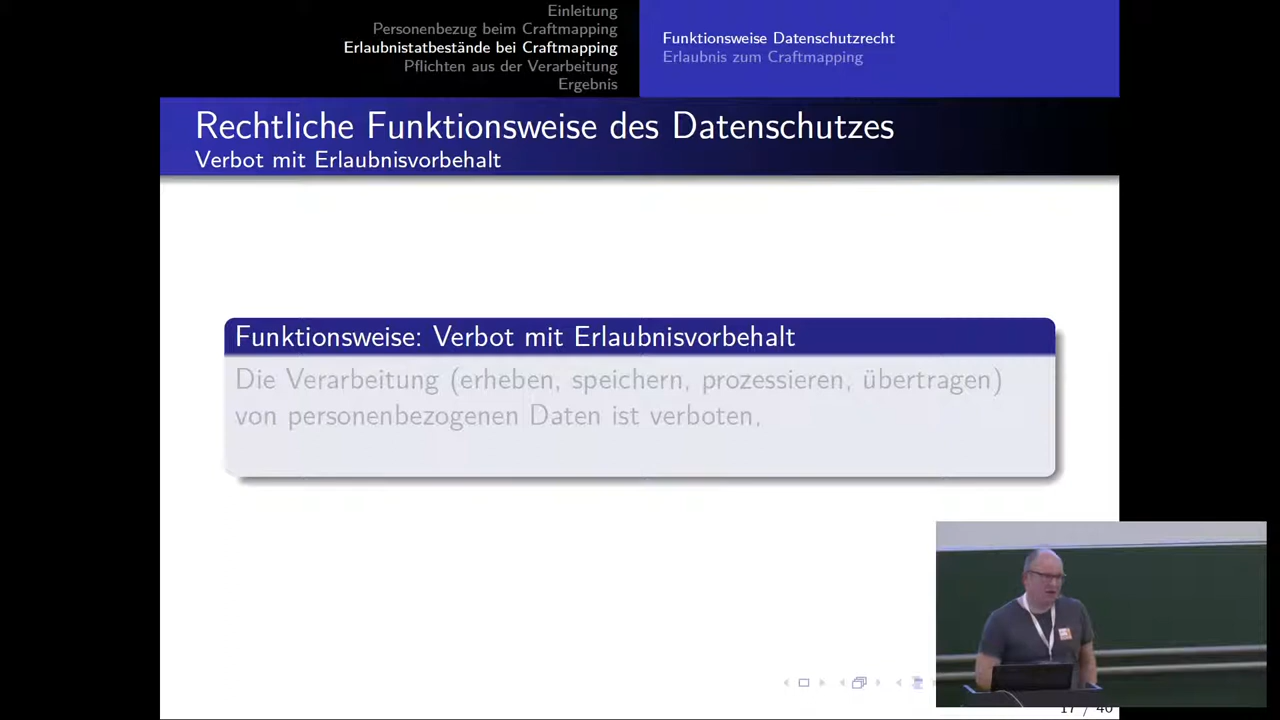 Einleitung
Personenbezug beim Craftmapping
Erlaubnistatbestände bei Craftmapping
Pflichten aus der Verarbeitung
Ergebnis
Funktionsweise Datenschutzrecht
Erlaubnis zum Craftmapping
Rechtliche Funktionsweise des Datenschutzes
Verbot mit Erlaubnisvorbehalt
Funktionsweise: Verbot mit Erlaubnisvorbehalt
Die Verarbeitung (erheben, speichern, prozessieren, übertragen)
von personenbezogenen Daten ist verboten,
17 / 40